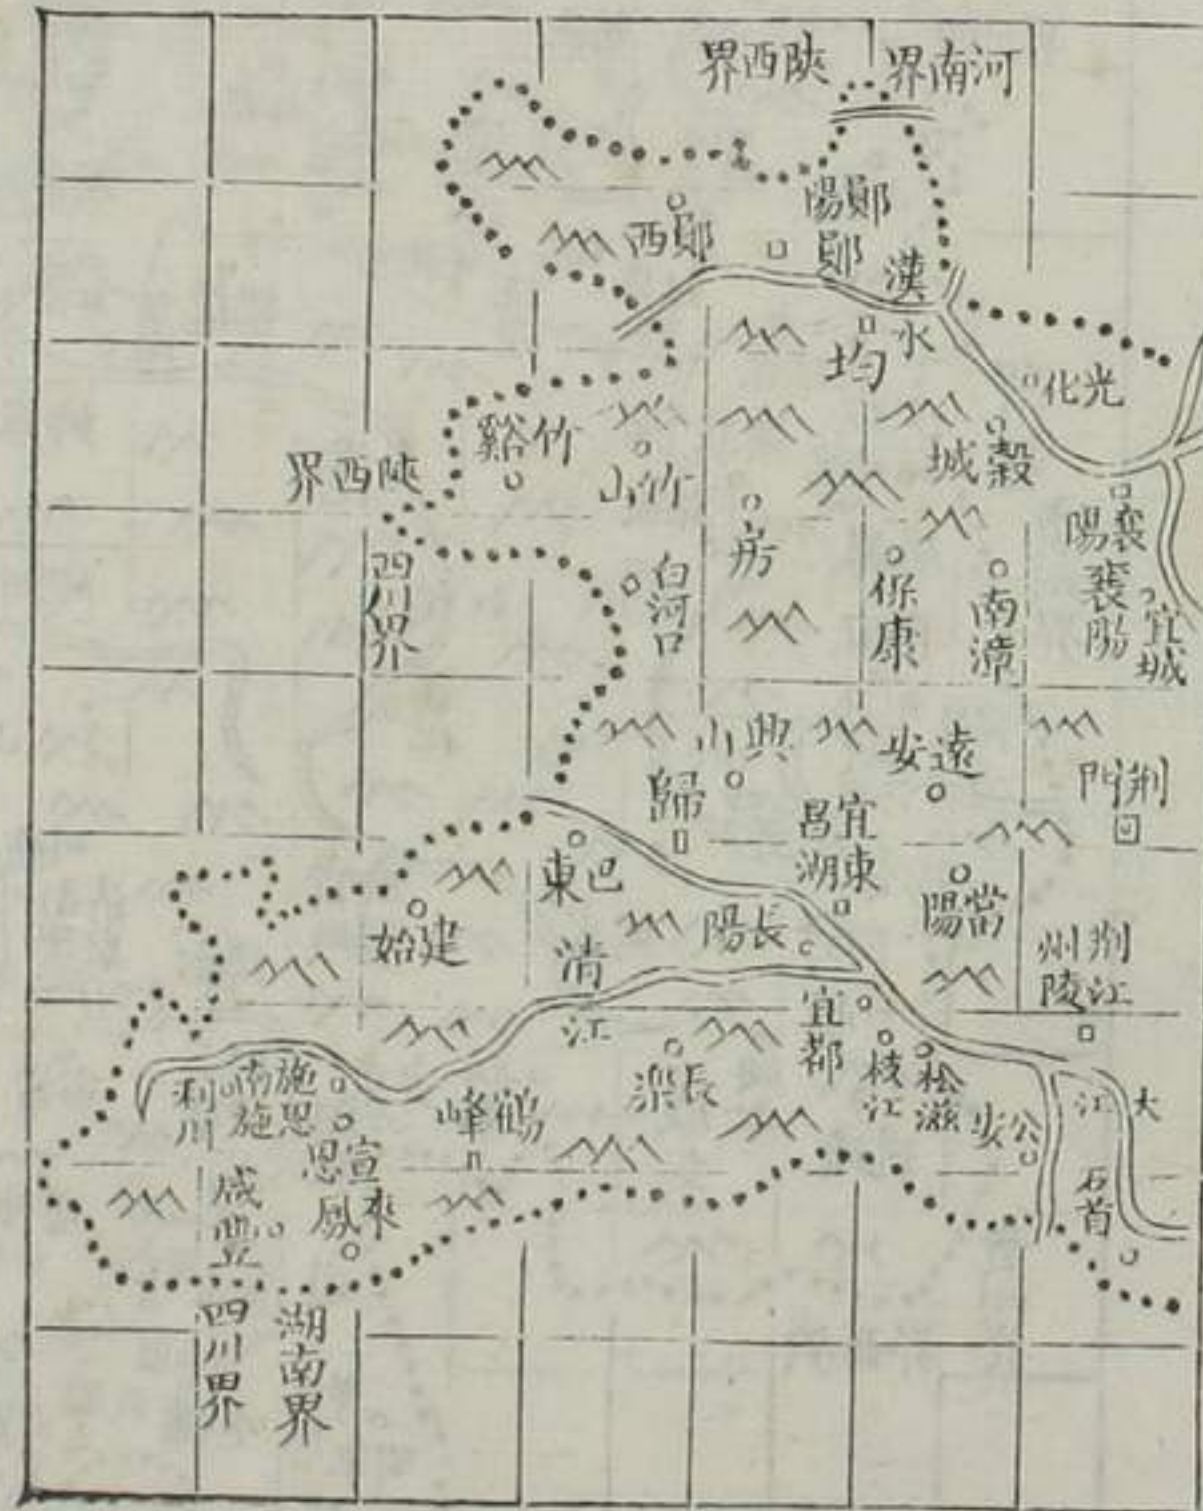 河南界
陝西界
鄖陽
鄖
鄖西
漢水
均
光化
穀城
竹谿
竹山
陝西界
四川界
白河口
房
保康
南漳
襄陽
襄陽
宜城
興山
遠安
荆門
歸
宜昌
東湖
當陽
巴東
建始
長陽
荆州
江陵
清江
宜都
枝江
松滋
公安
大江
石首
長樂
鶴峰
施南
恩施
利川
宣恩
來鳳
咸豐
湖南界
四川界